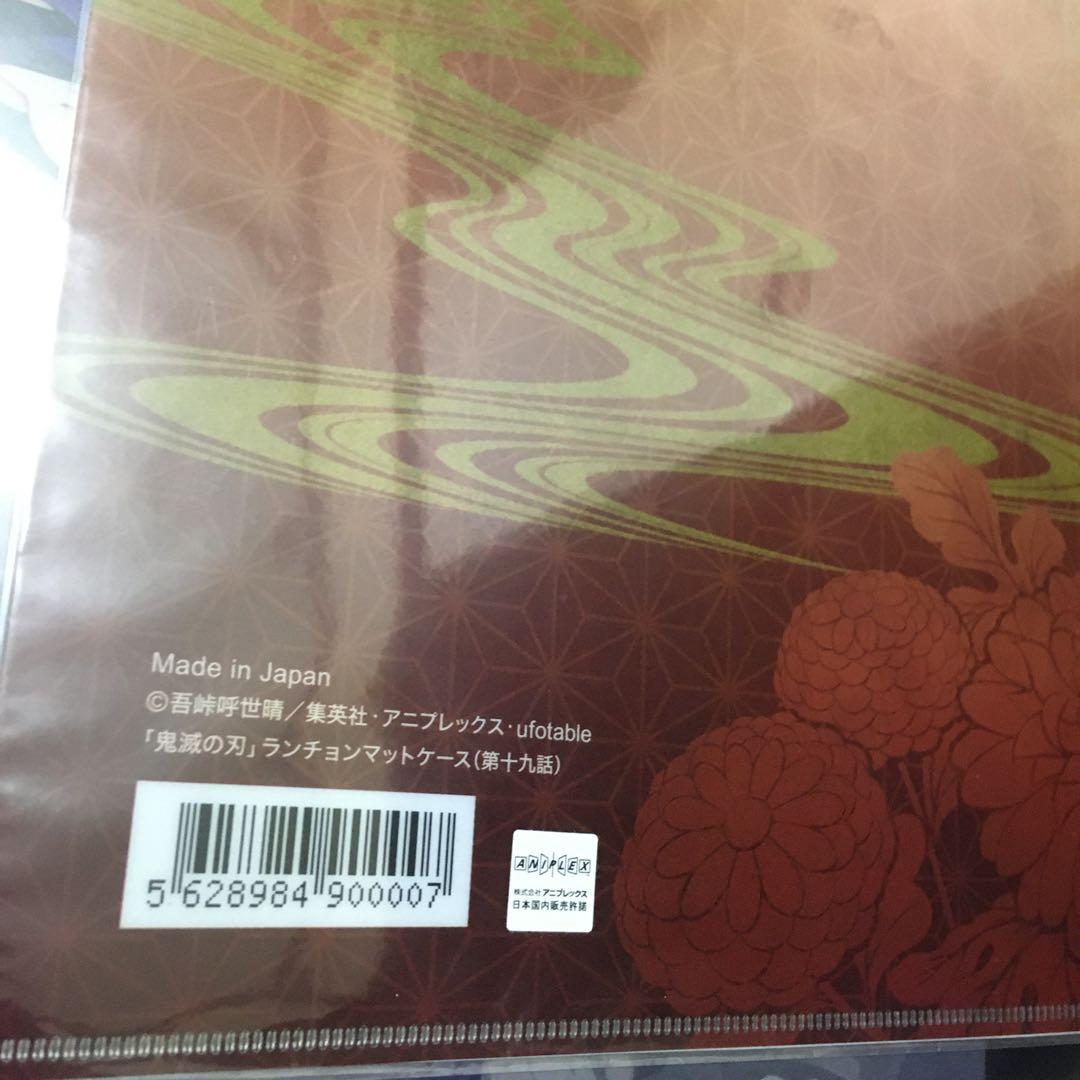 Made in Japan
©吾峠呼世晴／集英社・アニプレックス・ufotable
「鬼滅の刃」ランチョンマットケース(第十九話)
5 628984 900007
ANIPLEX
株式会社アニプレックス
日本国内販売許諾